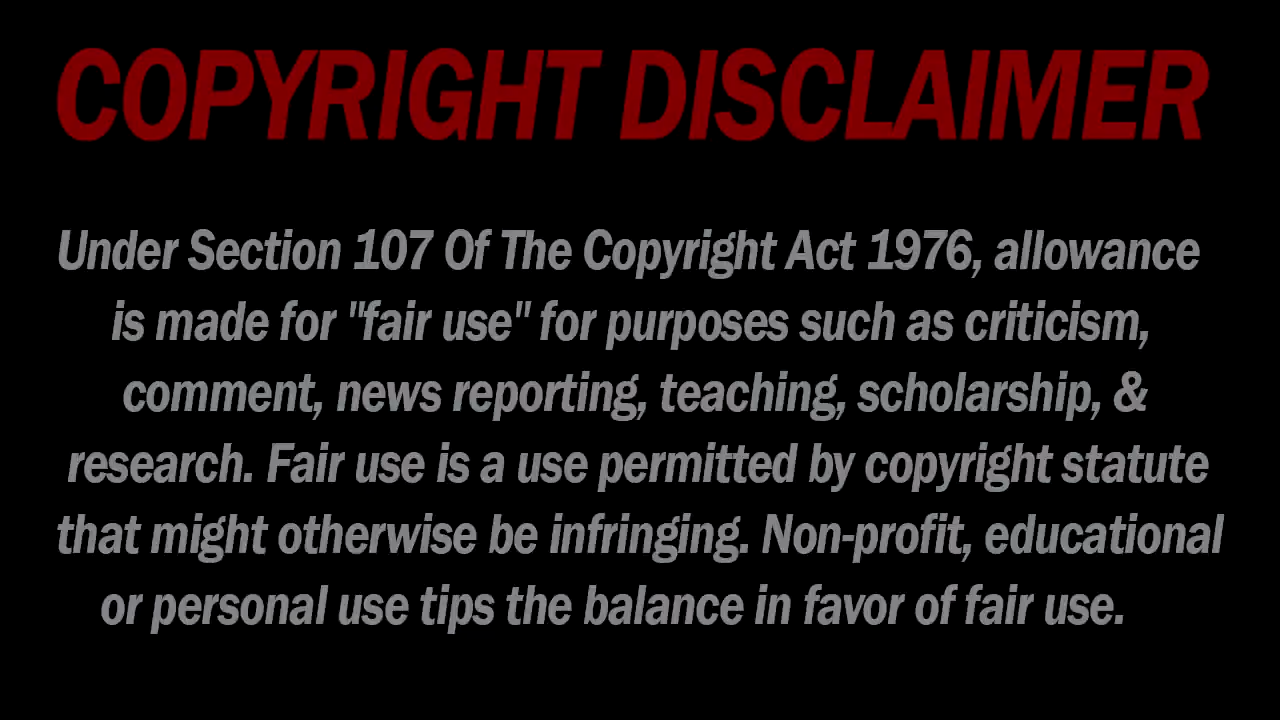 COPYRIGHT DISCLAIMER
Under Section 107 Of The Copyright Act 1976, allowance
is made for "fair use" for purposes such as criticism,
comment, news reporting, teaching, scholarship, &
research. Fair use is a use permitted by copyright statute
that might otherwise be infringing. Non-profit, educational
or personal use tips the balance in favor of fair use.